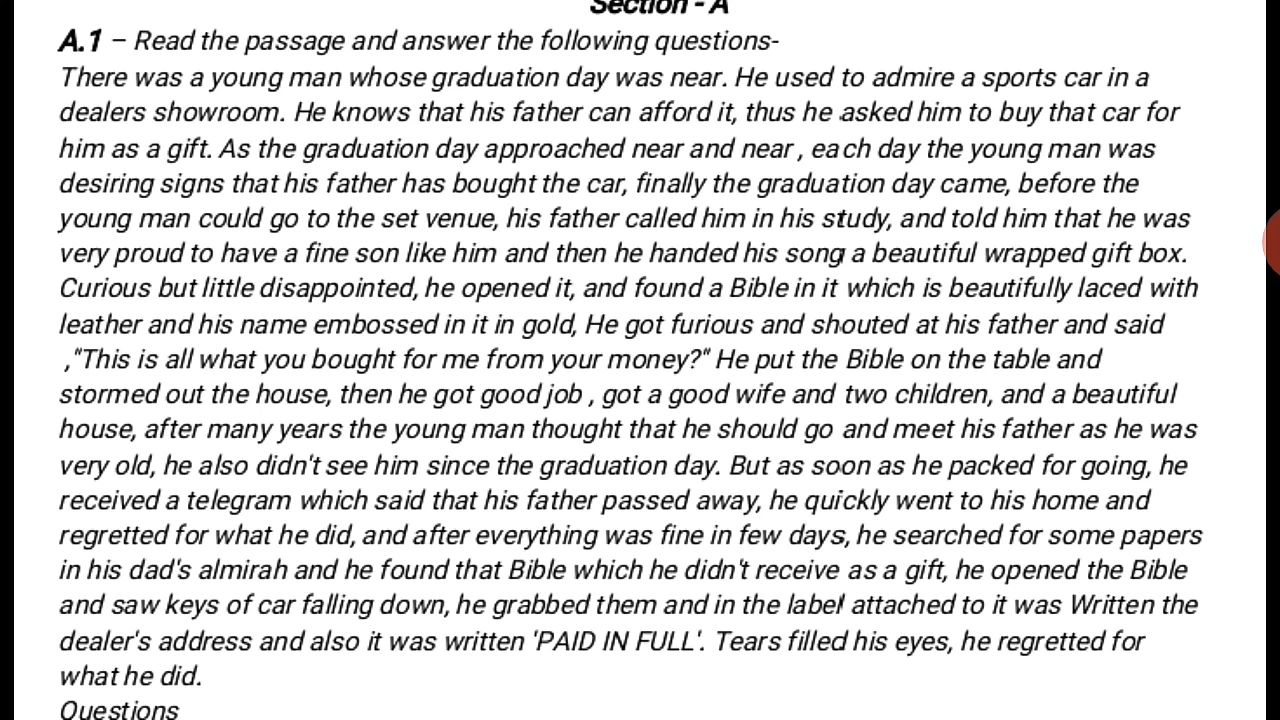 Section - A
A.1 – Read the passage and answer the following questions-
There was a young man whose graduation day was near. He used to admire a sports car in a
dealers showroom. He knows that his father can afford it, thus he asked him to buy that car for
him as a gift. As the graduation day approached near and near , each day the young man was
desiring signs that his father has bought the car, finally the graduation day came, before the
young man could go to the set venue, his father called him in his study, and told him that he was
very proud to have a fine son like him and then he handed his song a beautiful wrapped gift box.
Curious but little disappointed, he opened it, and found a Bible in it which is beautifully laced with
leather and his name embossed in it in gold, He got furious and shouted at his father and said
,"This is all what you bought for me from your money?" He put the Bible on the table and
stormed out the house, then he got good job , got a good wife and two children, and a beautiful
house, after many years the young man thought that he should go and meet his father as he was
very old, he also didn't see him since the graduation day. But as soon as he packed for going, he
received a telegram which said that his father passed away, he quickly went to his home and
regretted for what he did, and after everything was fine in few days, he searched for some papers
in his dad's almirah and he found that Bible which he didn't receive as a gift, he opened the Bible
and saw keys of car falling down, he grabbed them and in the label attached to it was Written the
dealer's address and also it was written 'PAID IN FULL'. Tears filled his eyes, he regretted for
what he did.
Questions